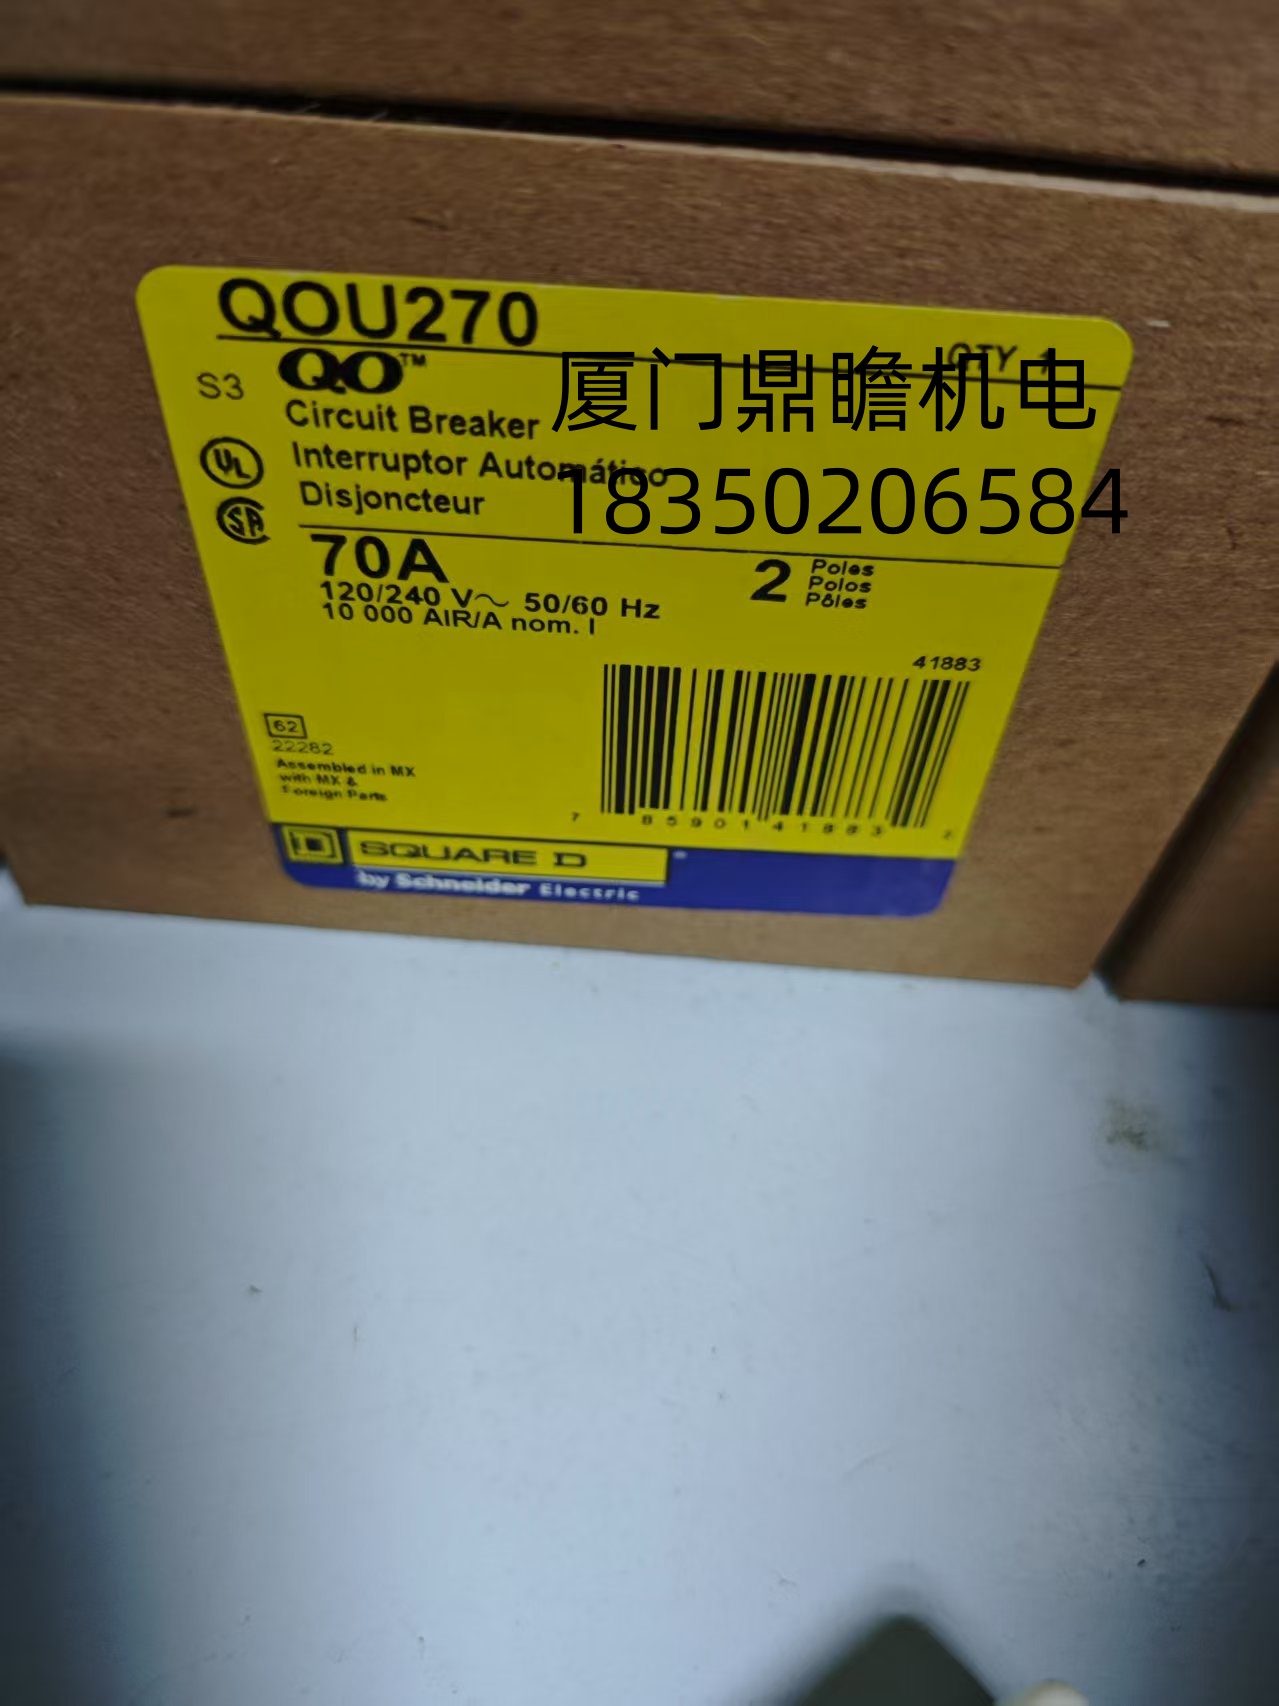 QOU270
QTY 1
QO™
厦门鼎瞻机电
S3
Circuit Breaker
Interruptor Automático
18350206584
Disjoncteur
UL
SA
70A
2 Poles
Polos
Pôles
120/240 V～ 50/60 Hz
10 000 AIR/A nom. I
41883
62
22282
Assembled in MX
with MX &
Foreign Parts
7 85901 41883 2
D SQUARE D
by Schneider Electric